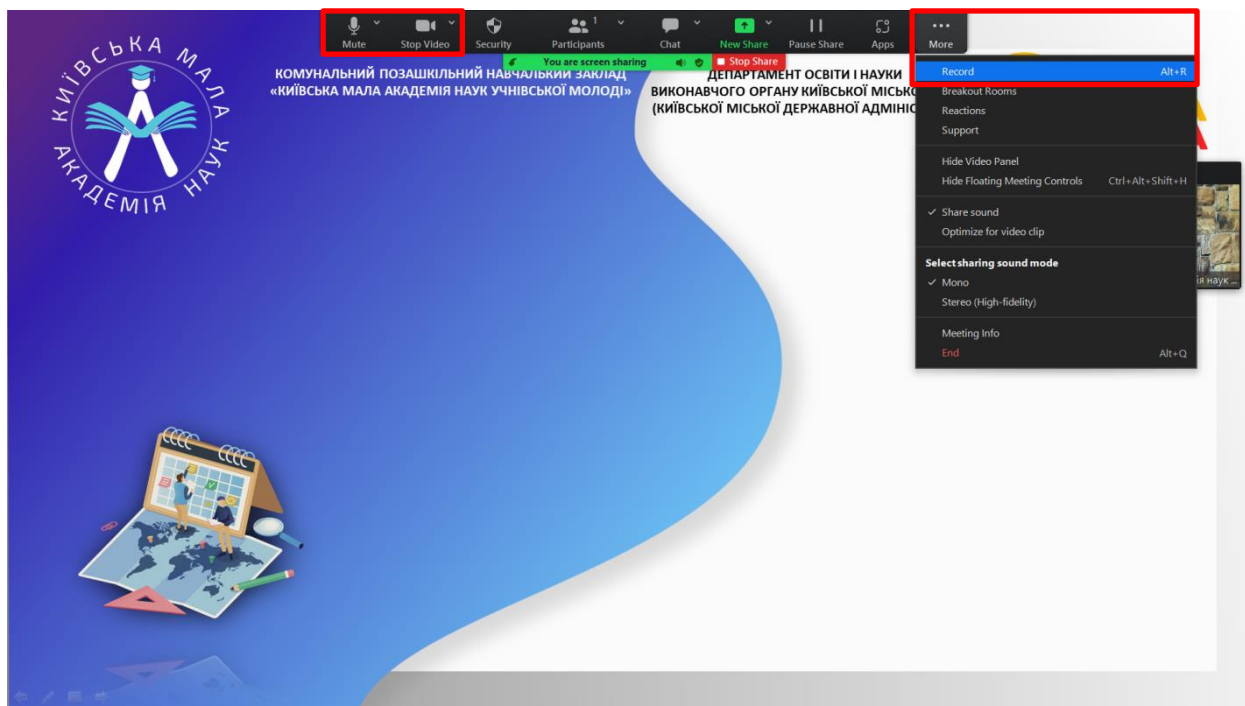 КИЇВСЬКА МАЛА АКАДЕМІЯ НАУК
1
Mute Stop Video Security Participants Chat New Share Pause Share Apps More
You are screen sharing Stop Share
КОМУНАЛЬНИЙ ПОЗАШКІЛЬНИЙ НАВЧАЛЬНИЙ ЗАКЛАД
«КИЇВСЬКА МАЛА АКАДЕМІЯ НАУК УЧНІВСЬКОЇ МОЛОДІ»
ДЕПАРТАМЕНТ ОСВІТИ І НАУКИ
ВИКОНАВЧОГО ОРГАНУ КИЇВСЬКОЇ МІСЬКО
(КИЇВСЬКОЇ МІСЬКОЇ ДЕРЖАВНОЇ АДМІНІС
Record Alt+R
Breakout Rooms
Reactions
Support
Hide Video Panel
Hide Floating Meeting Controls Ctrl+Alt+Shift+H
Share sound
Optimize for video clip
Select sharing sound mode
Mono
Stereo (High-fidelity)
Meeting Info
End Alt+Q
ія наук ...